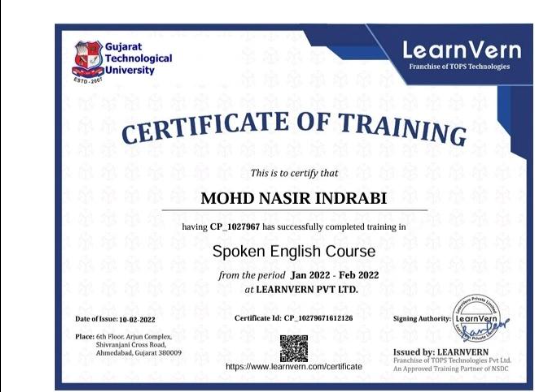 Gujarat
Technological
University
ESTD - 2007
LearnVern
Franchise of TOPS Technologies
CERTIFICATE OF TRAINING
This is to certify that
MOHD NASIR INDRABI
having CP_1027967 has successfully completed training in
Spoken English Course
from the period Jan 2022 - Feb 2022
at LEARNVERN PVT LTD.
Date of Issue: 10-02-2022
Certificate Id: CP_10279671612126
Signing Authority:
LearnVern
Place: 6th Floor, Arjun Complex,
Shivranjani Cross Road,
Ahmedabad, Gujarat 380009
https://www.learnvern.com/certificate
Issued by: LEARNVERN
Franchise of TOPS Technologies Pvt Ltd.
An Approved Training Partner of NSDC